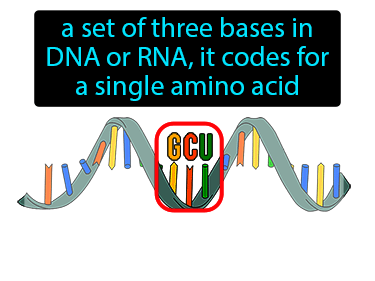 a set of three bases in
DNA or RNA, it codes for
a single amino acid
GCU